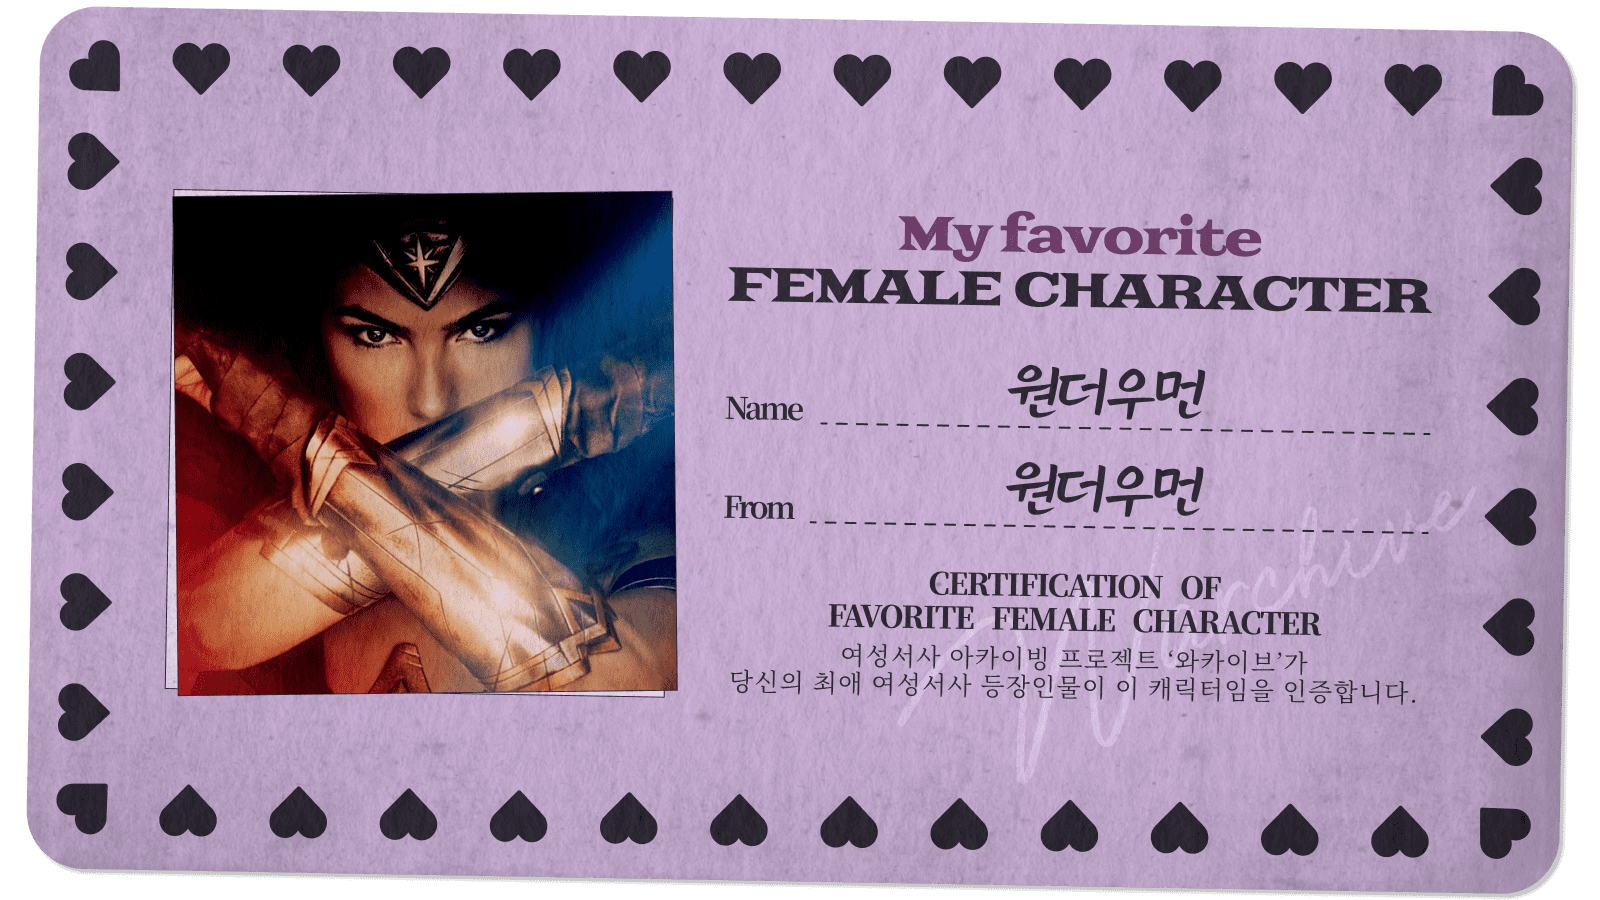 My favorite
FEMALE CHARACTER
Name 원더우먼
From 원더우먼
CERTIFICATION OF
FAVORITE FEMALE CHARACTER
여성서사 아카이빙 프로젝트 ‘와카이브’가
당신의 최애 여성서사 등장인물이 이 캐릭터임을 인증합니다.
Warchive